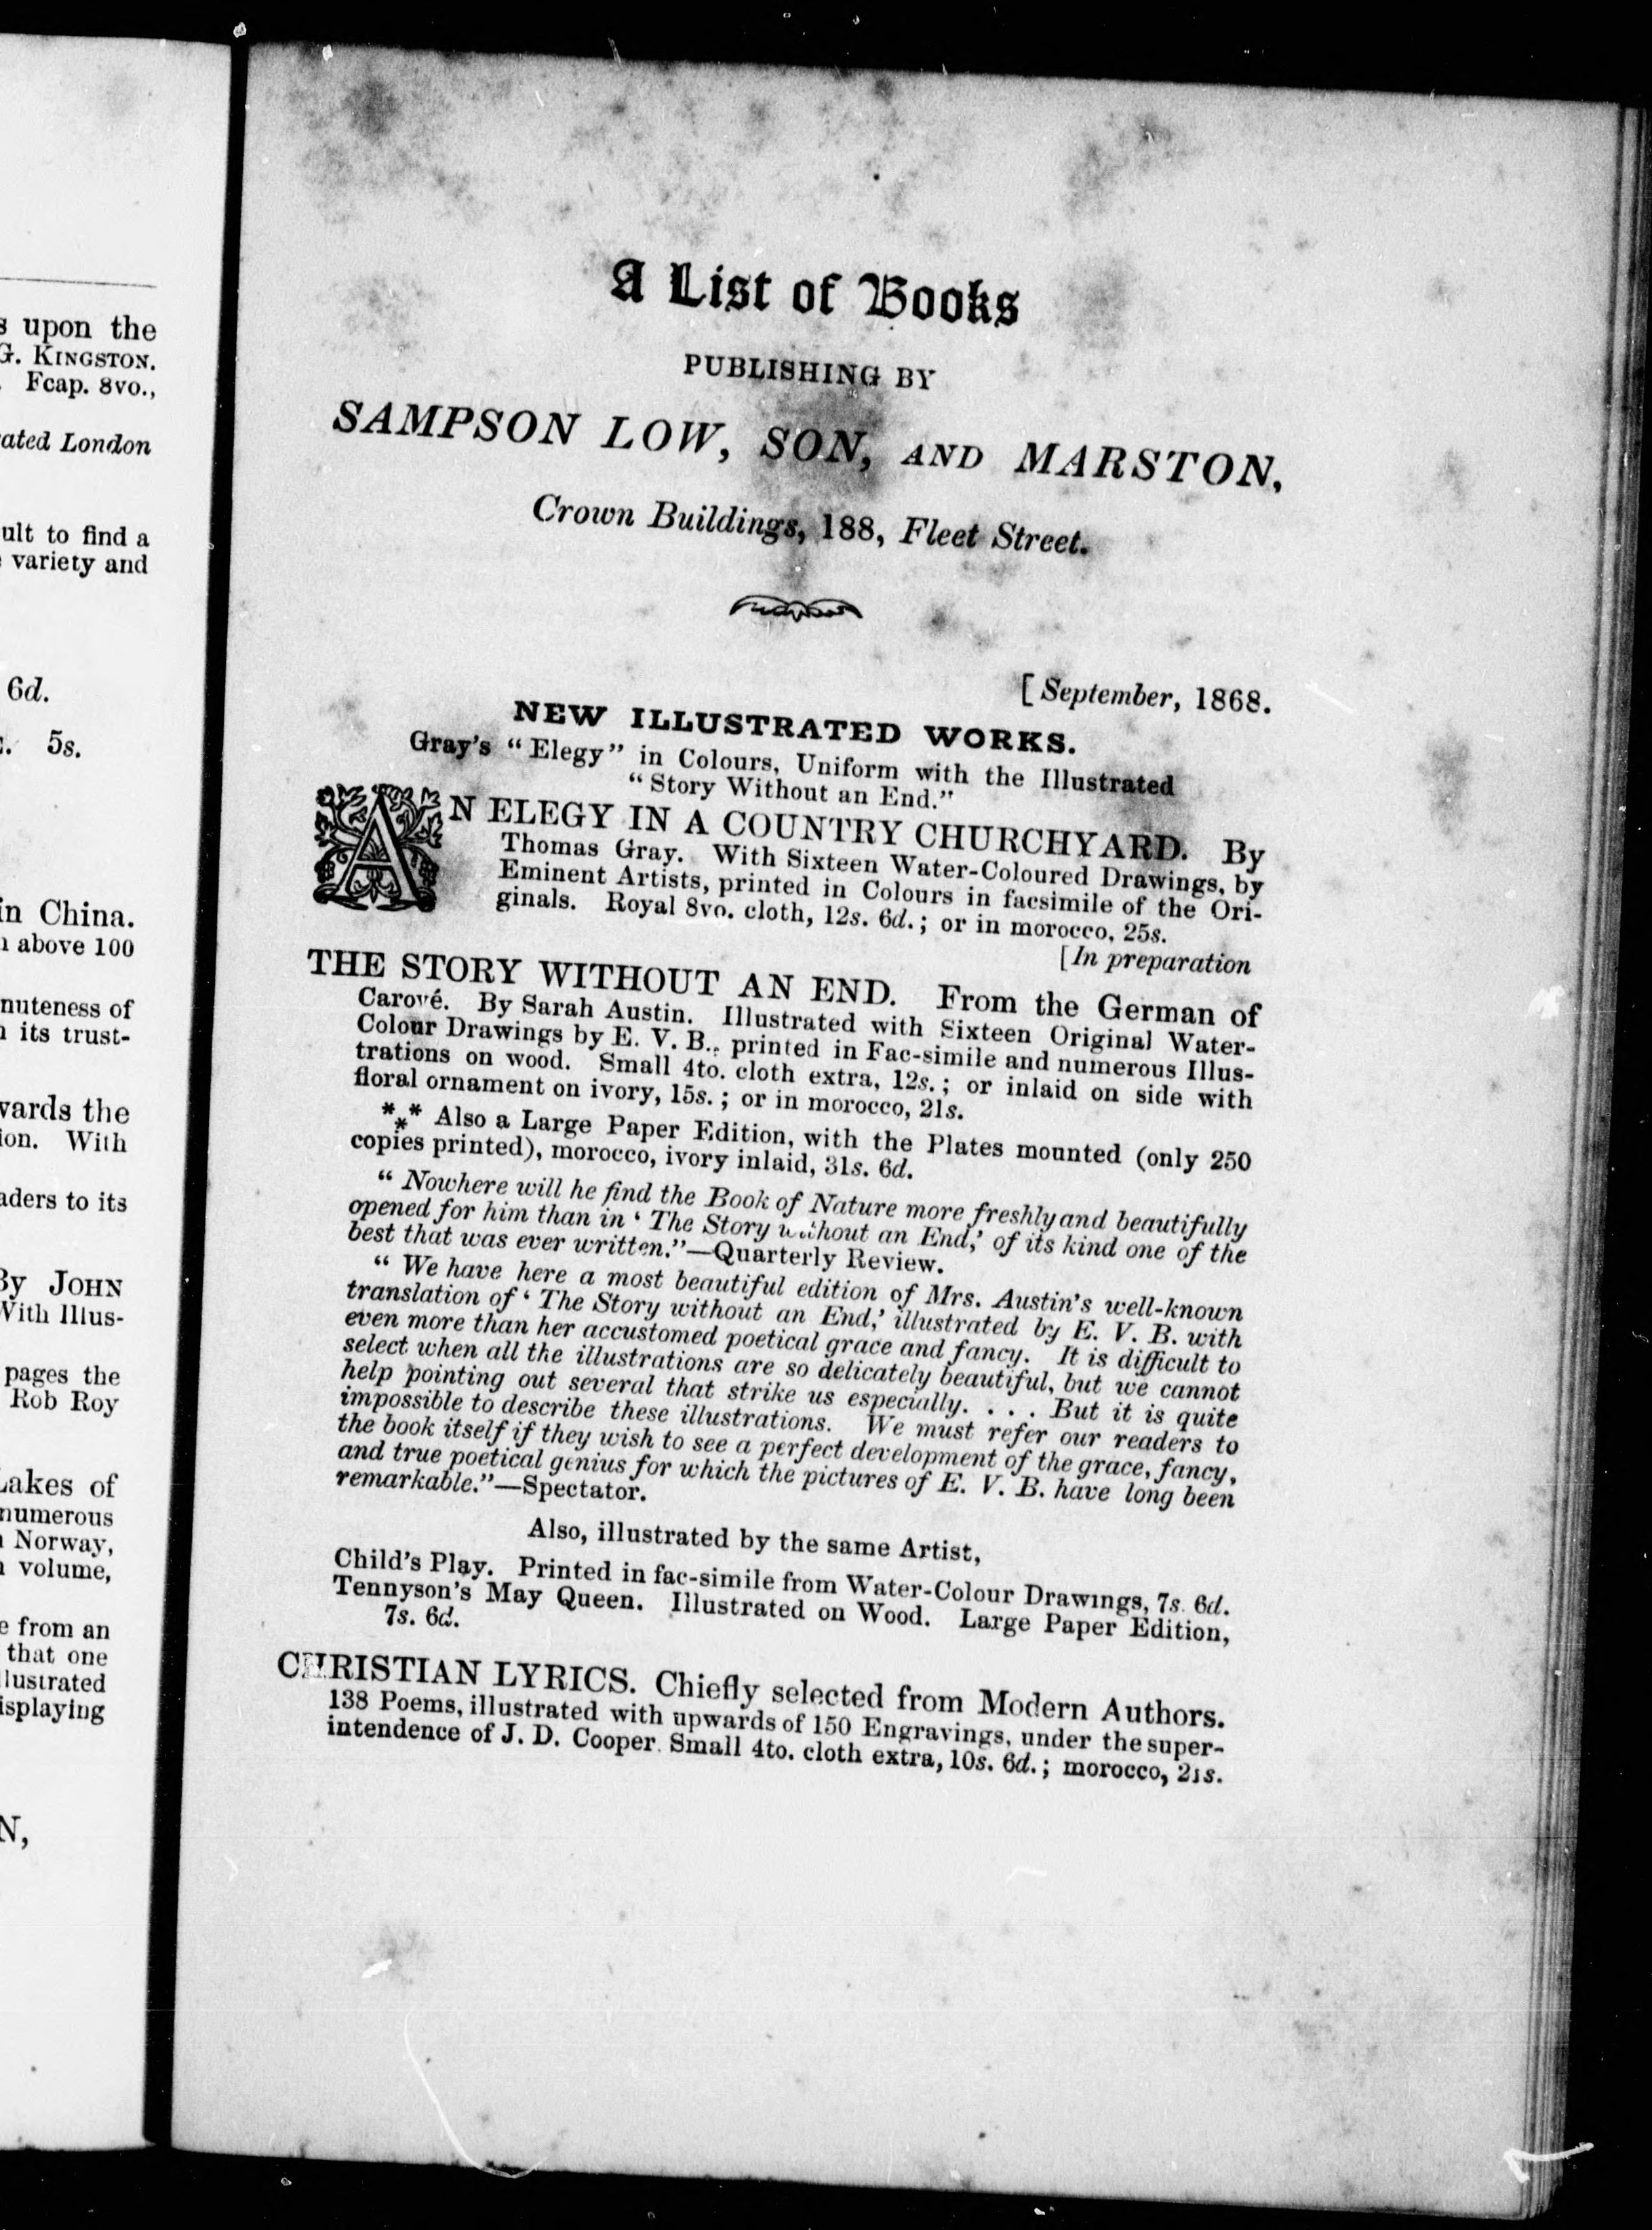 s upon the
G. KINGSTON.
Fcap. 8vo.,
ated London
ult to find a
variety and
6d.
5s.
in China.
above 100
nuteness of
its trust-
wards the
ion. With
aders to its
By JOHN
With Illus-
pages the
Rob Roy
Lakes of
numerous
Norway,
volume,
e from an
that one
llustrated
isplaying
N,
A List of Books
PUBLISHING BY
SAMPSON LOW, SON, AND MARSTON,
Crown Buildings, 188, Fleet Street.
[September, 1868.
NEW ILLUSTRATED WORKS.
Gray's "Elegy" in Colours, Uniform with the Illustrated
"Story Without an End."
AN ELEGY IN A COUNTRY CHURCHYARD. By
Thomas Gray. With Sixteen Water-Coloured Drawings, by
Eminent Artists, printed in Colours in facsimile of the Ori-
ginals. Royal 8vo. cloth, 12s. 6d.; or in morocco, 25s.
[In preparation
THE STORY WITHOUT AN END. From the German of
Carové. By Sarah Austin. Illustrated with Sixteen Original Water-
Colour Drawings by E. V. B., printed in Fac-simile and numerous Illus-
trations on wood. Small 4to. cloth extra, 12s.; or inlaid on side with
floral ornament on ivory, 15s.; or in morocco, 21s.
*** Also a Large Paper Edition, with the Plates mounted (only 250
copies printed), morocco, ivory inlaid, 31s. 6d.
"Nowhere will he find the Book of Nature more freshly and beautifully
opened for him than in 'The Story without an End,' of its kind one of the
best that was ever written."—Quarterly Review.
"We have here a most beautiful edition of Mrs. Austin's well-known
translation of 'The Story without an End,' illustrated by E. V. B. with
even more than her accustomed poetical grace and fancy. It is difficult to
select when all the illustrations are so delicately beautiful, but we cannot
help pointing out several that strike us especially. . . . But it is quite
impossible to describe these illustrations. We must refer our readers to
the book itself if they wish to see a perfect development of the grace, fancy,
and true poetical genius for which the pictures of E. V. B. have long been
remarkable."—Spectator.
Also, illustrated by the same Artist,
Child's Play. Printed in fac-simile from Water-Colour Drawings, 7s. 6d.
Tennyson's May Queen. Illustrated on Wood. Large Paper Edition,
7s. 6d.
CHRISTIAN LYRICS. Chiefly selected from Modern Authors.
138 Poems, illustrated with upwards of 150 Engravings, under the super-
intendence of J. D. Cooper. Small 4to. cloth extra, 10s. 6d.; morocco, 21s.